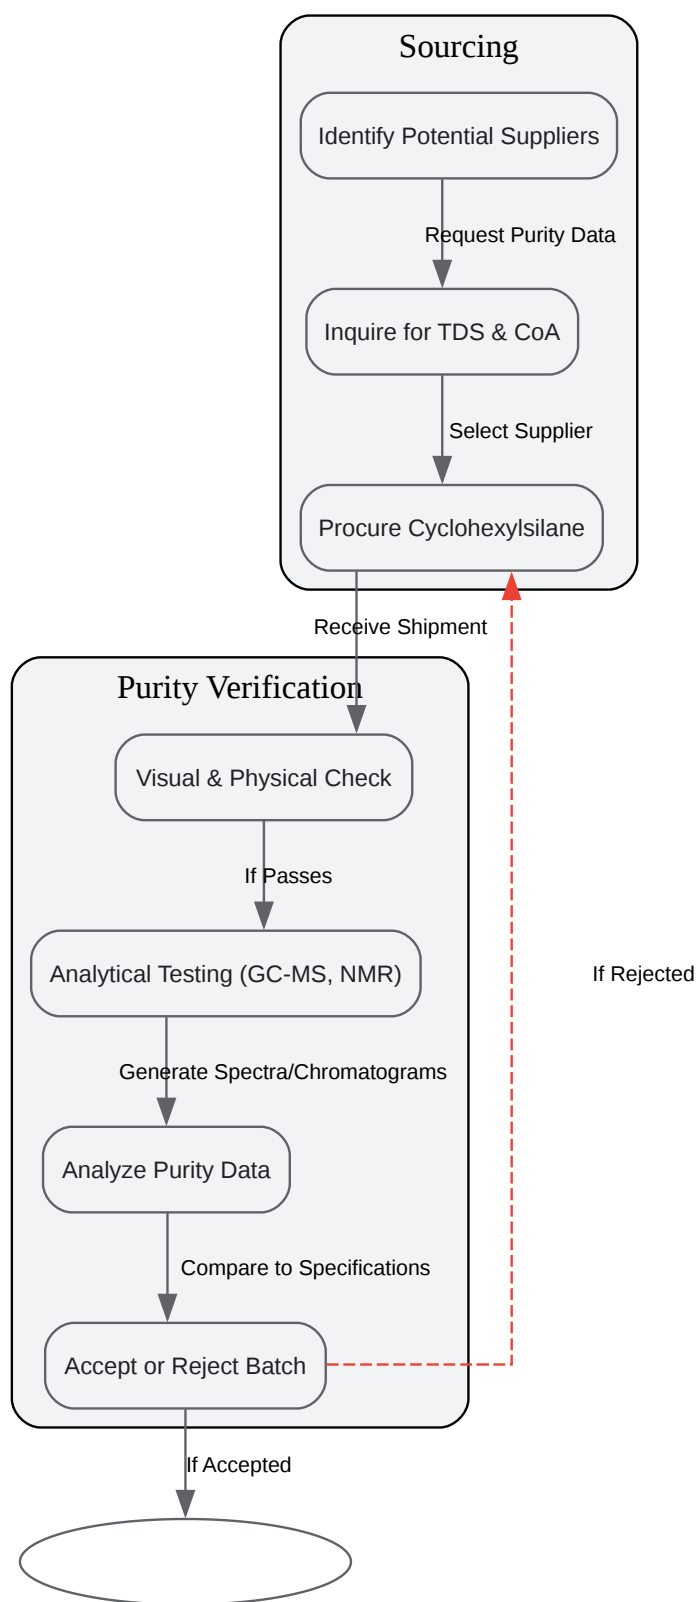 Sourcing
Identify Potential Suppliers
Request Purity Data
Inquire for TDS & CoA
Select Supplier
Procure Cyclohexylsilane
Receive Shipment
Purity Verification
Visual & Physical Check
If Passes
Analytical Testing (GC-MS, NMR)
If Rejected
Generate Spectra/Chromatograms
Analyze Purity Data
Compare to Specifications
Accept or Reject Batch
If Accepted